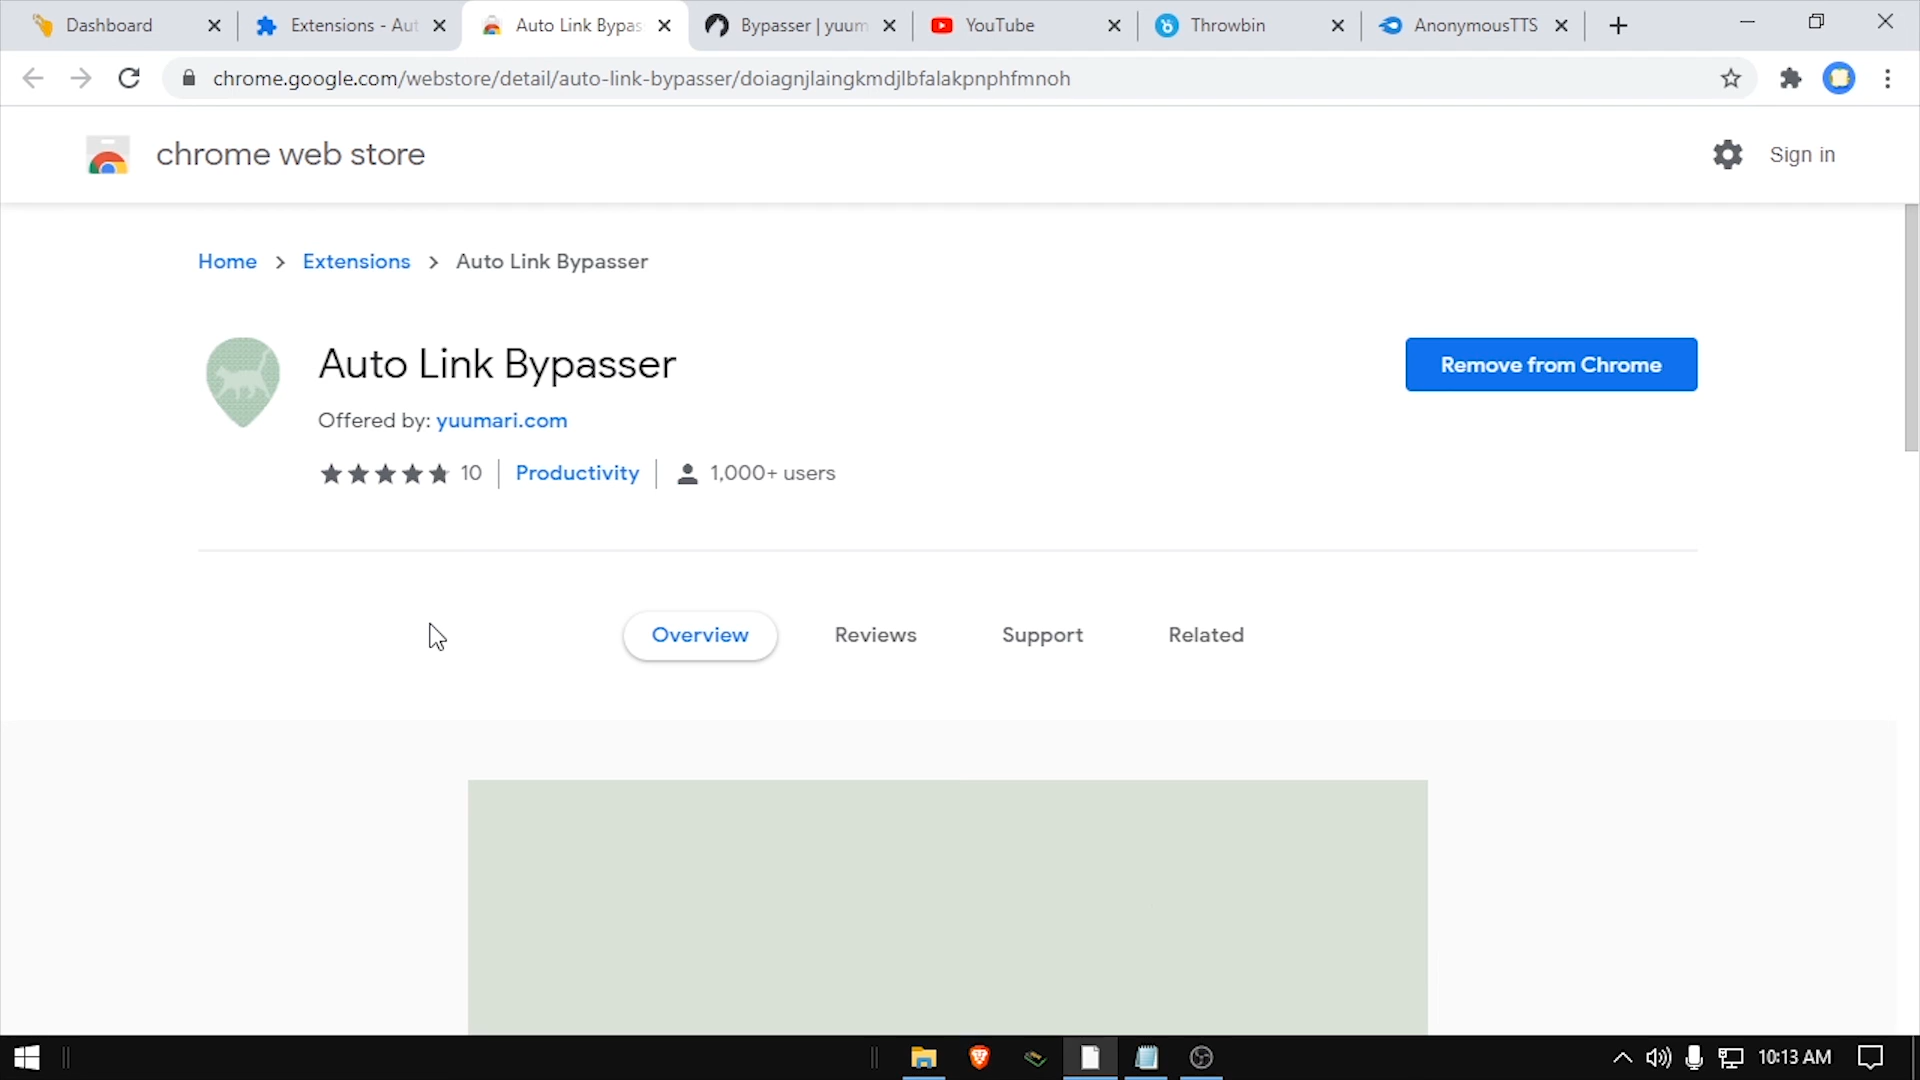 Dashboard
Extensions - Aut
Auto Link Bypas
Bypasser | yuum
YouTube
Throwbin
AnonymousTTS
chrome.google.com/webstore/detail/auto-link-bypasser/doiagnjlaingkmdjlbfalakpnphfmnoh
chrome web store
Sign in
Home > Extensions > Auto Link Bypasser
Auto Link Bypasser
Remove from Chrome
Offered by: yuumari.com
10
Productivity
1,000+ users
Overview
Reviews
Support
Related
10:13 AM